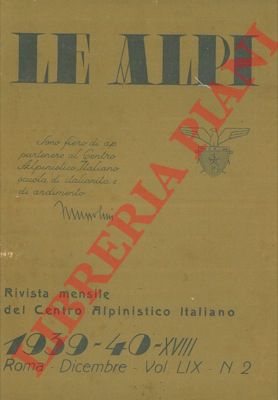 LE ALPI
Sono fiero di ap
partenere al Centro
Alpinistico Italiano
scuola di italianità e
di ardimento
Mussolini
Rivista mensile
del Centro Alpinistico Italiano
1939-40-XVIII
Roma - Dicembre - Vol. LIX - N 2
LIBRERIA PIANI